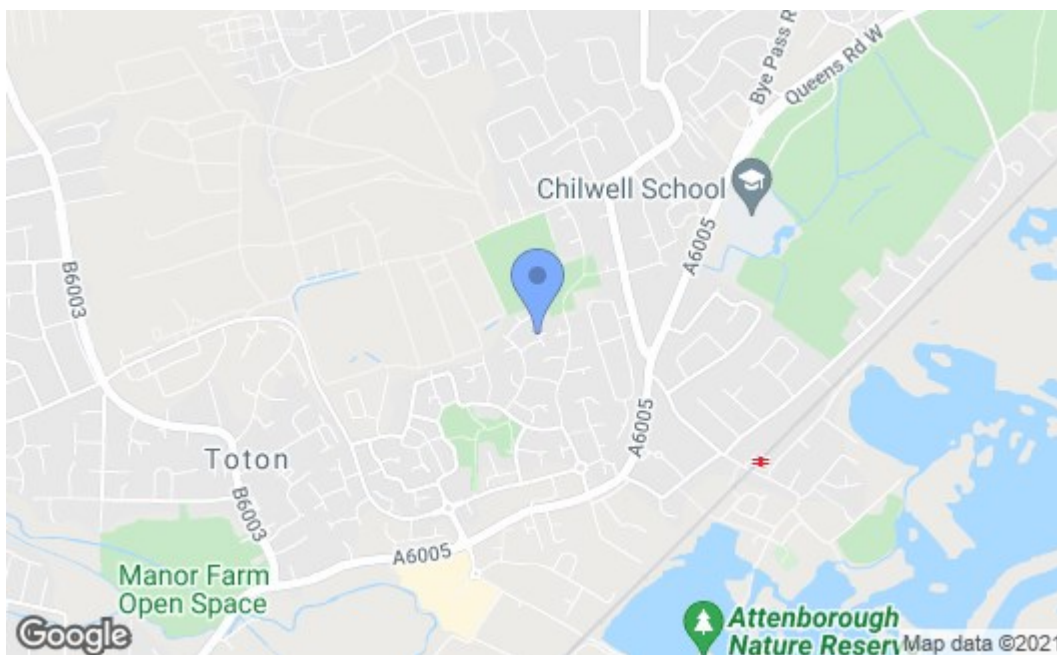 Bye Pass R
Queens Rd W
Chilwell School
A6005
B6003
A6005
Toton
B6003
A6005
Manor Farm
Open Space
Attenborough
Nature Reserv
Google
Map data ©2021